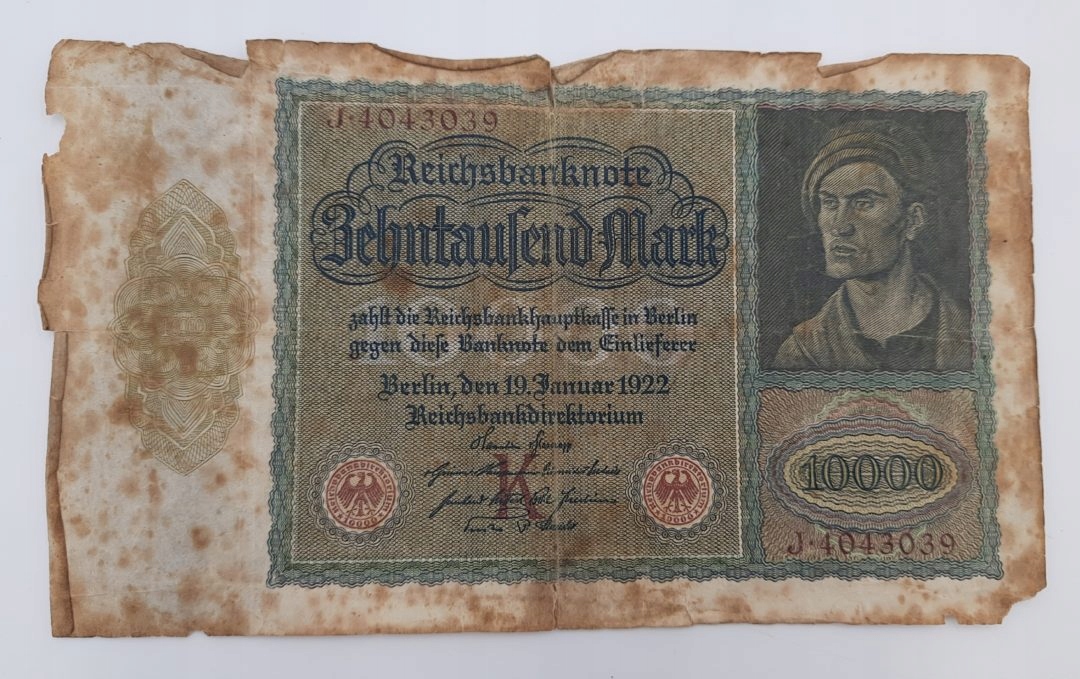 J·4043039
Reichsbanknote
Zehntausend Mark
zahlt die Reichsbankhauptkasse in Berlin
gegen diese Banknote dem Einlieferer
Berlin, den 19. Januar 1922
Reichsbankdirektorium
K
10000
J·4043039